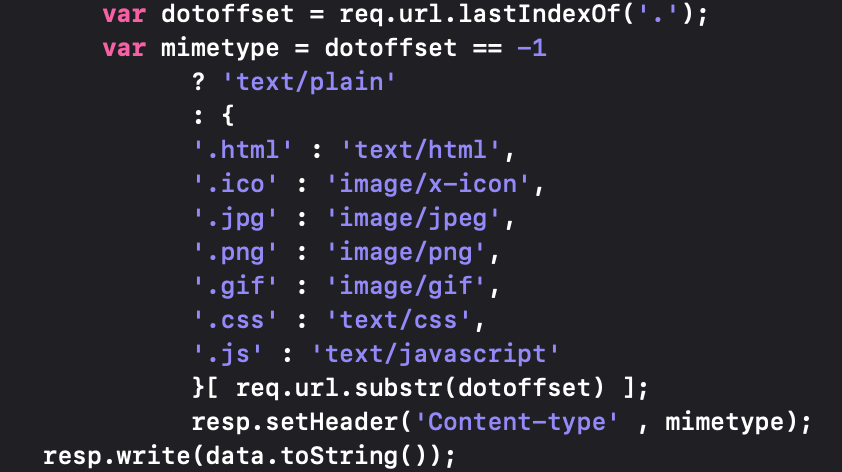 var dotoffset = req.url.lastIndexOf('.');
var mimetype = dotoffset == -1
? 'text/plain'
: {
'.html' : 'text/html',
'.ico' : 'image/x-icon',
'.jpg' : 'image/jpeg',
'.png' : 'image/png',
'.gif' : 'image/gif',
'.css' : 'text/css',
'.js' : 'text/javascript'
}[ req.url.substr(dotoffset) ];
resp.setHeader('Content-type' , mimetype);
resp.write(data.toString());